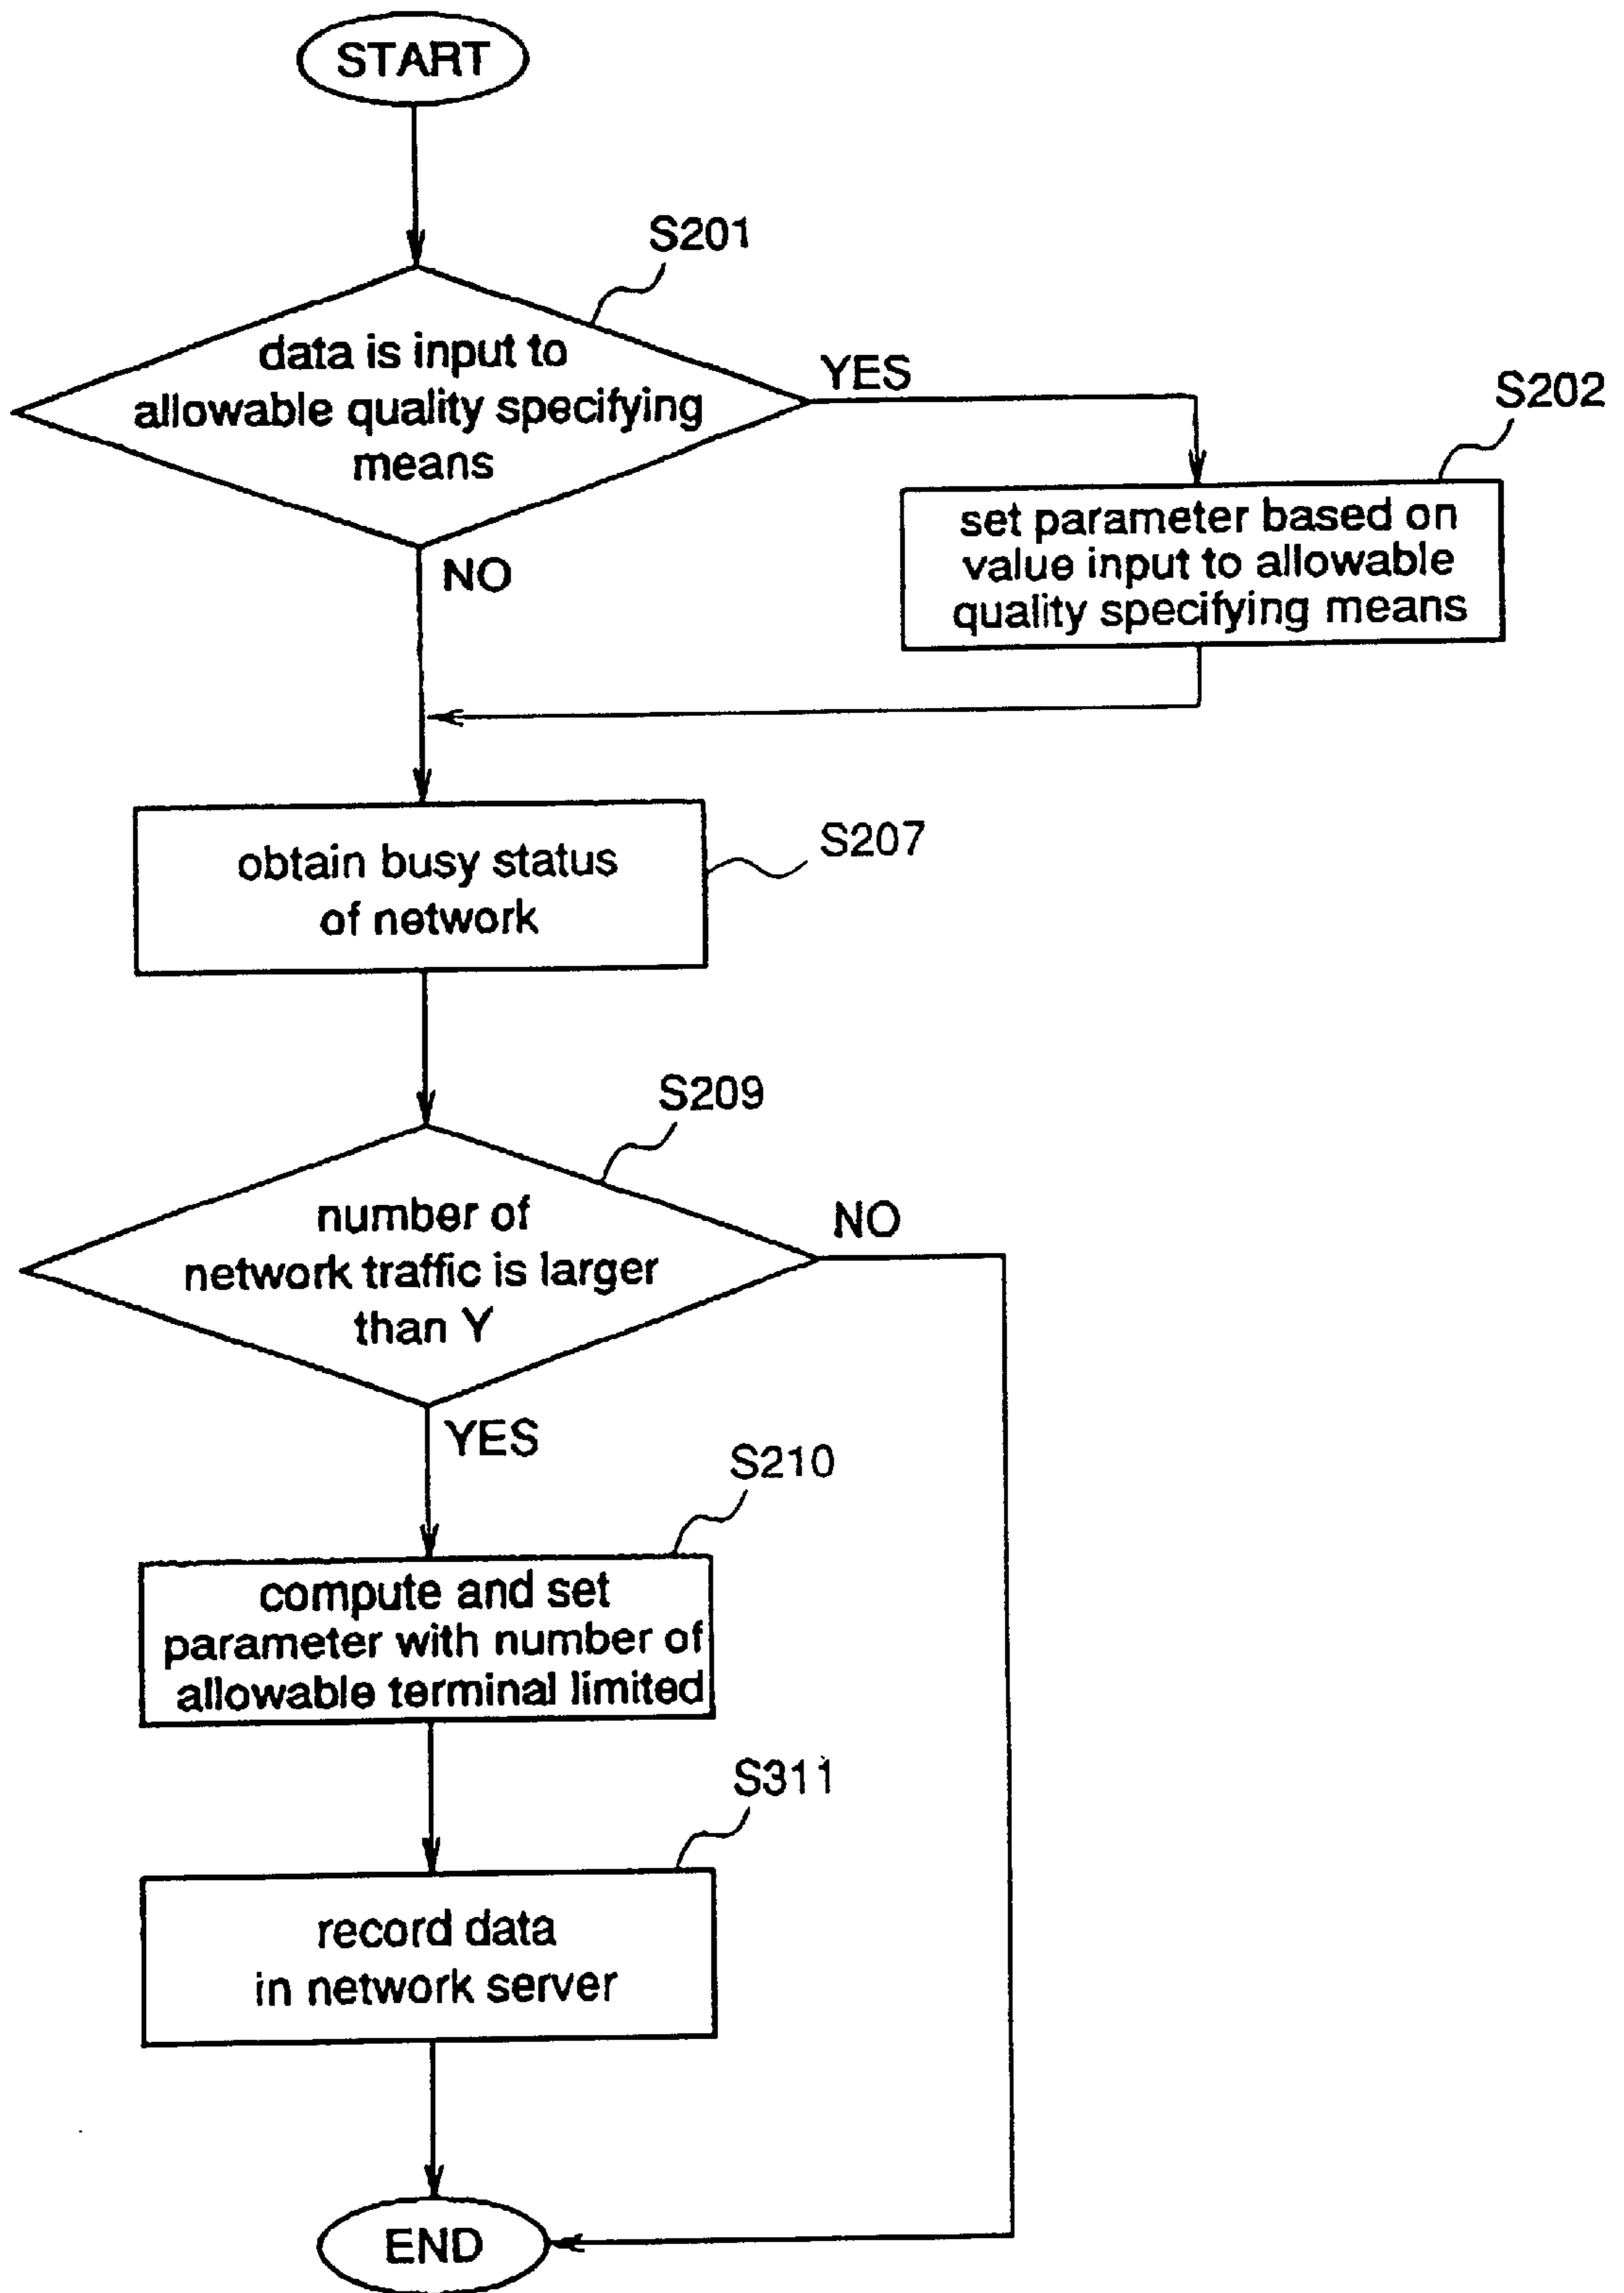 START
S201
data is input to
allowable quality specifying
means
YES
S202
set parameter based on
value input to allowable
quality specifying means
NO
obtain busy status
of network
S207
S209
number of
network traffic is larger
than Y
NO
YES
S210
compute and set
parameter with number of
allowable terminal limited
S311
record data
in network server
END